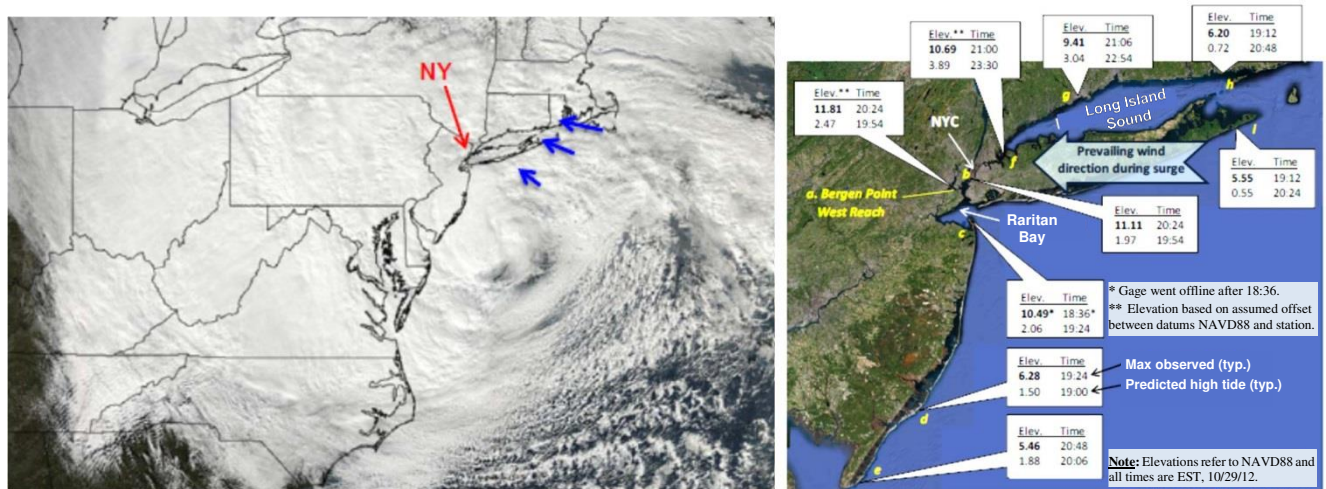 NY
Elev.** Time
10.69 21:00
3.89 23:30
Elev. Time
9.41 21:06
3.04 22:54
Elev. Time
6.20 19:12
0.72 20:48
Elev.** Time
11.81 20:24
2.47 19:54
NYC
g
h
Long Island
Sound
i
l
f
b
Prevailing wind
direction during surge
a. Bergen Point
West Reach
Elev. Time
5.55 19:12
0.55 20:24
Elev. Time
11.11 20:24
1.97 19:54
Raritan
Bay
c
Elev. Time
10.49* 18:36*
2.06 19:24
* Gage went offline after 18:36.
** Elevation based on assumed offset
between datums NAVD88 and station.
Elev. Time
6.28 19:24
1.50 19:00
Max observed (typ.)
Predicted high tide (typ.)
d
Elev. Time
5.46 20:48
1.88 20:06
e
Note: Elevations refer to NAVD88 and
all times are EST, 10/29/12.